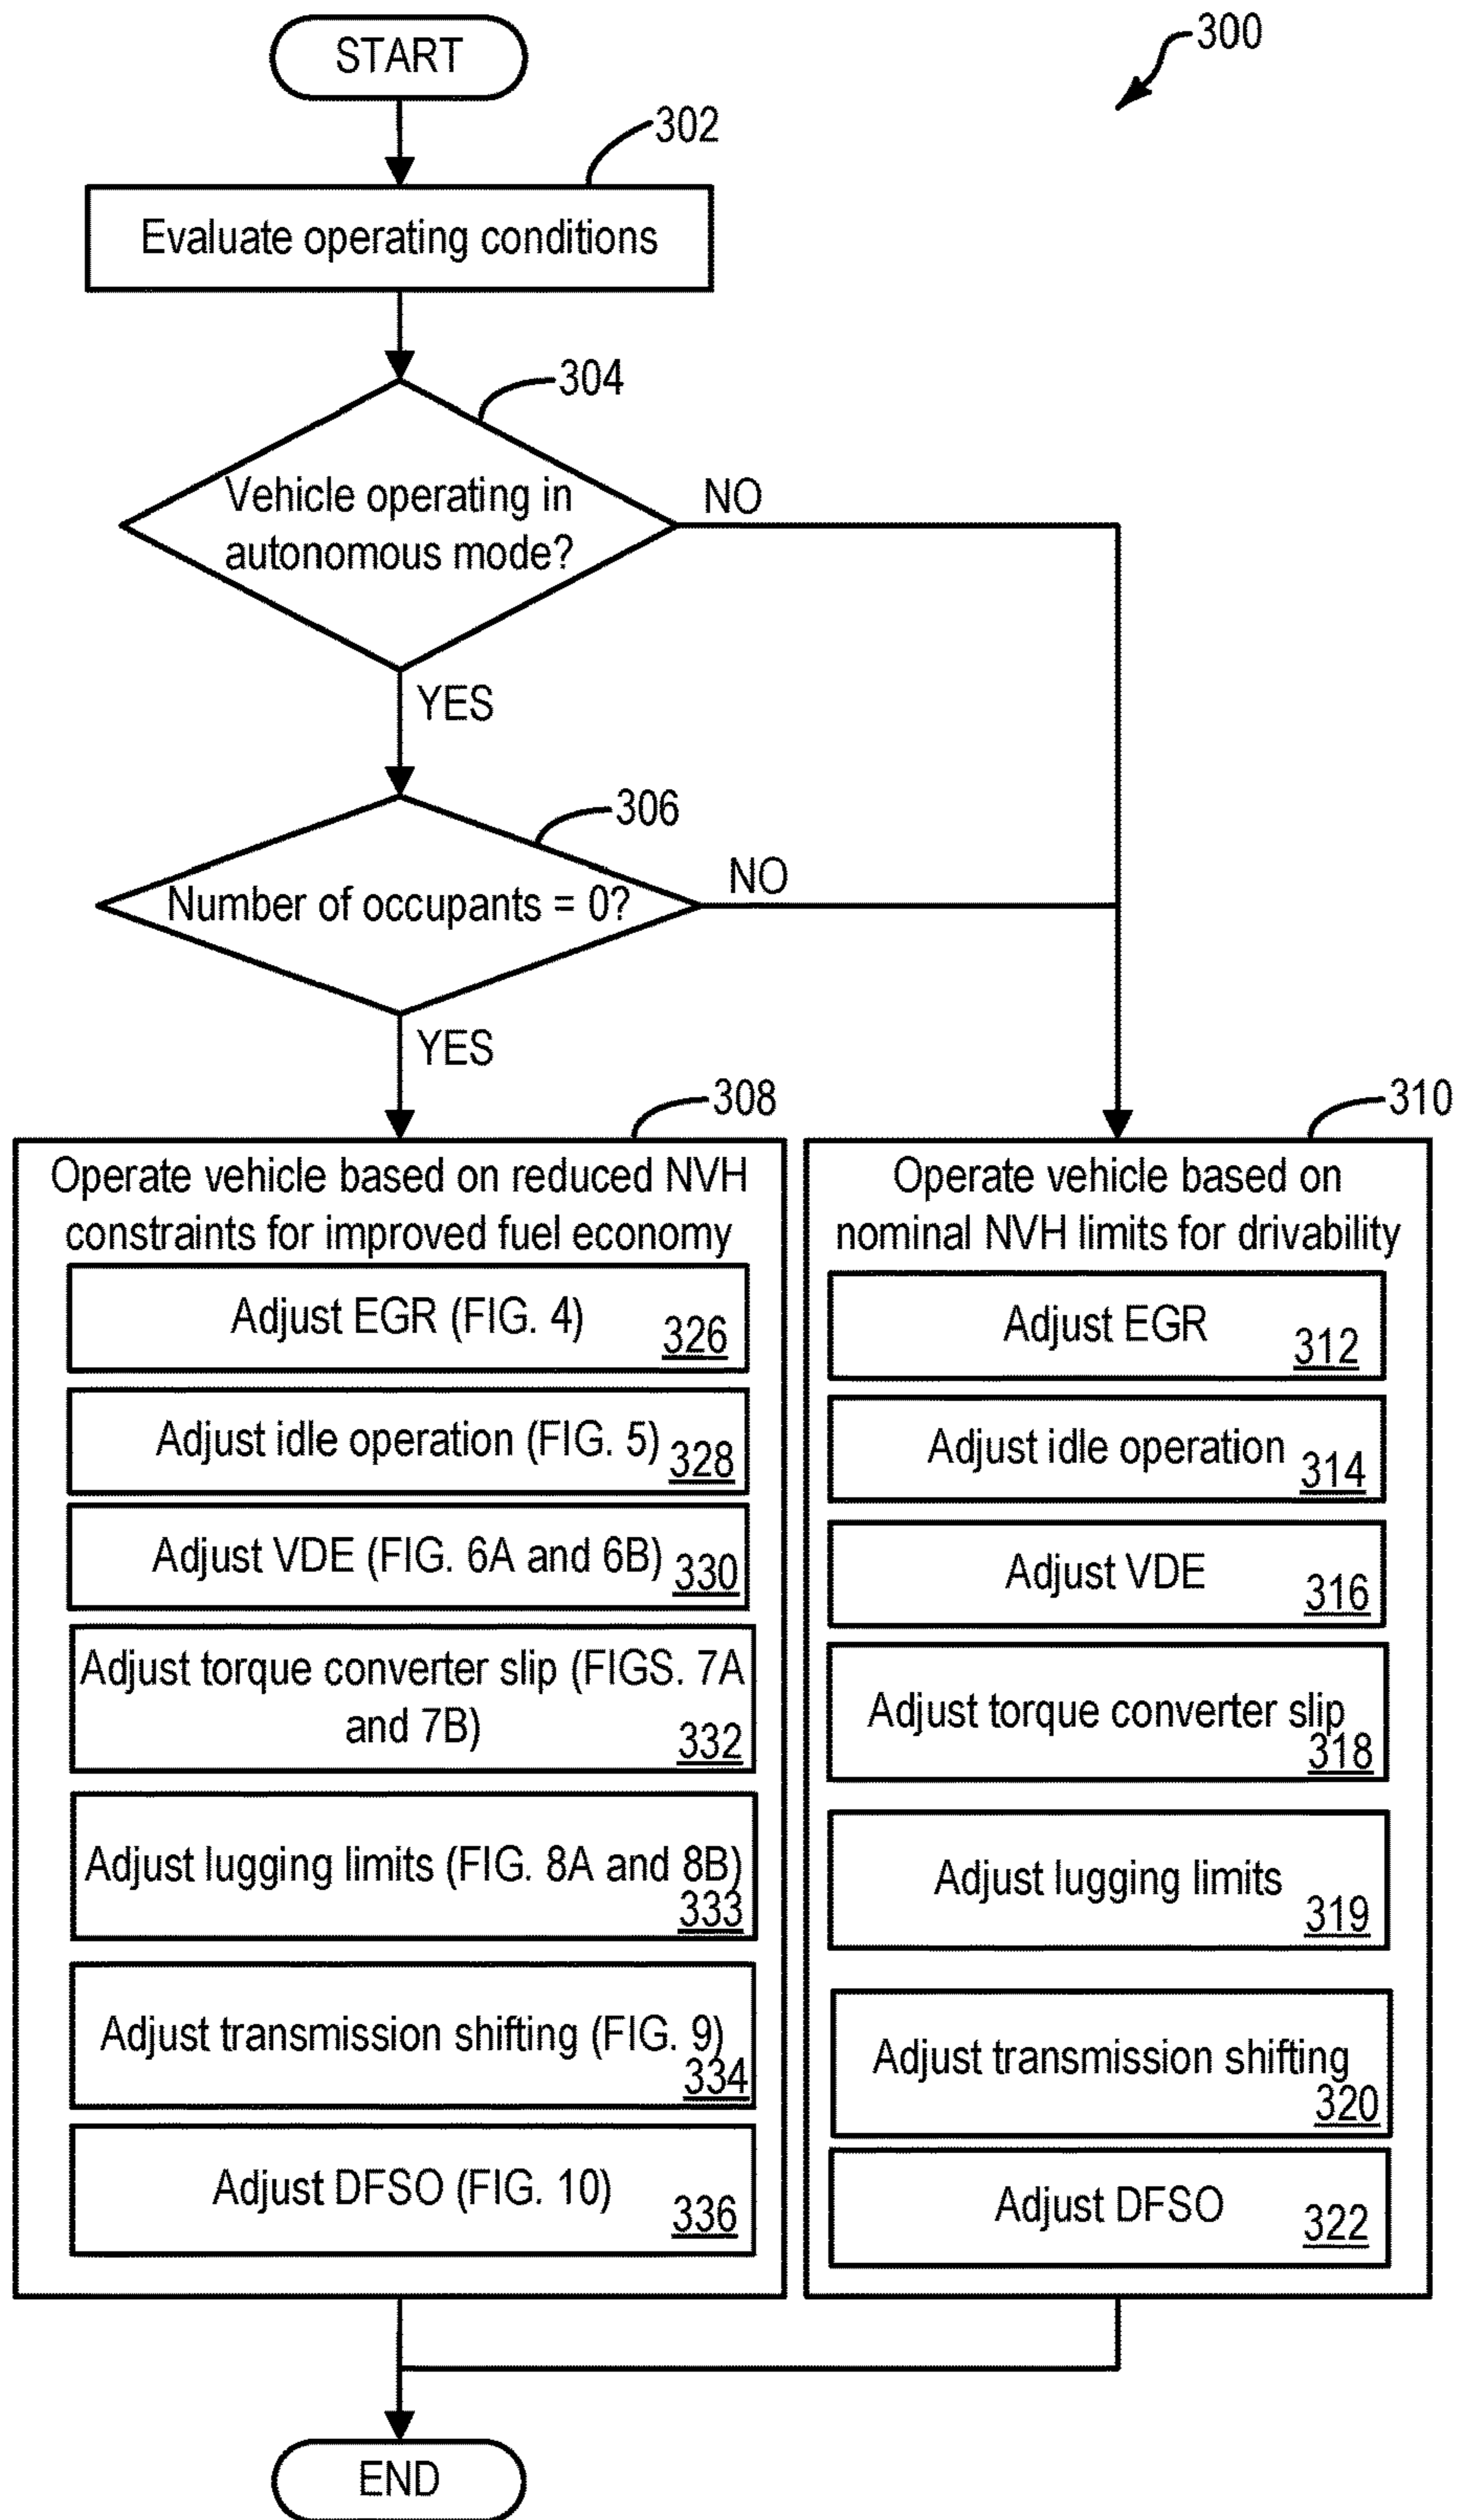 START
300
302
Evaluate operating conditions
304
Vehicle operating in
autonomous mode?
NO
YES
306
Number of occupants = 0?
NO
YES
308
310
Operate vehicle based on reduced NVH
constraints for improved fuel economy
Adjust EGR (FIG. 4)
326
Adjust idle operation (FIG. 5)
328
Adjust VDE (FIG. 6A and 6B)
330
Adjust torque converter slip (FIGS. 7A
and 7B)
332
Adjust lugging limits (FIG. 8A and 8B)
333
Adjust transmission shifting (FIG. 9)
334
Adjust DFSO (FIG. 10)
336
Operate vehicle based on
nominal NVH limits for drivability
Adjust EGR
312
Adjust idle operation
314
Adjust VDE
316
Adjust torque converter slip
318
Adjust lugging limits
319
Adjust transmission shifting
320
Adjust DFSO
322
END